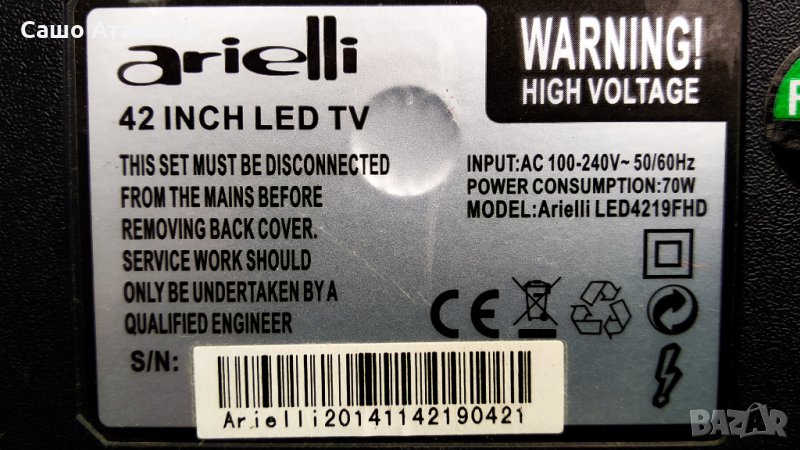 Сашо
arielli
WARNING!
HIGH VOLTAGE
42 INCH LED TV
THIS SET MUST BE DISCONNECTED
FROM THE MAINS BEFORE
REMOVING BACK COVER.
SERVICE WORK SHOULD
ONLY BE UNDERTAKEN BY A
QUALIFIED ENGINEER
INPUT:AC 100-240V~ 50/60Hz
POWER CONSUMPTION:70W
MODEL:Arielli LED4219FHD
CE
S/N:
Arielli20141142190421
BAZAR